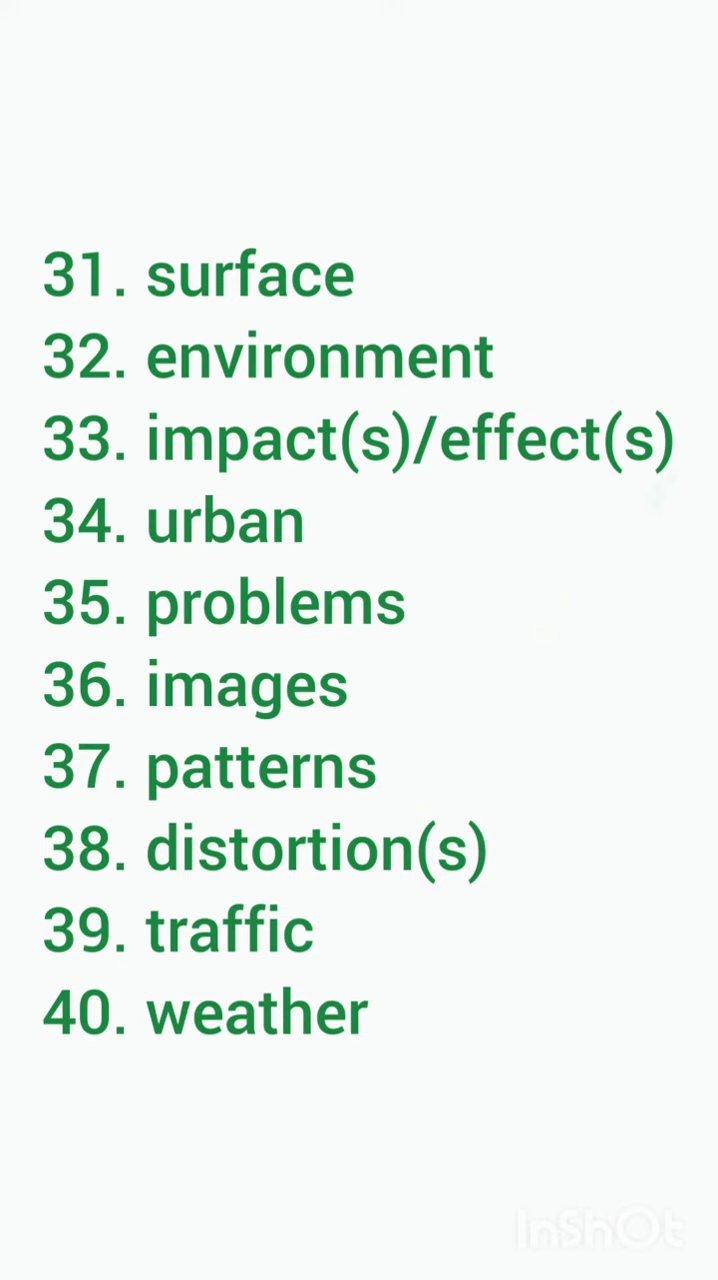 31. surface
32. environment
33. impact(s)/effect(s)
34. urban
35. problems
36. images
37. patterns
38. distortion(s)
39. traffic
40. weather
InShOt